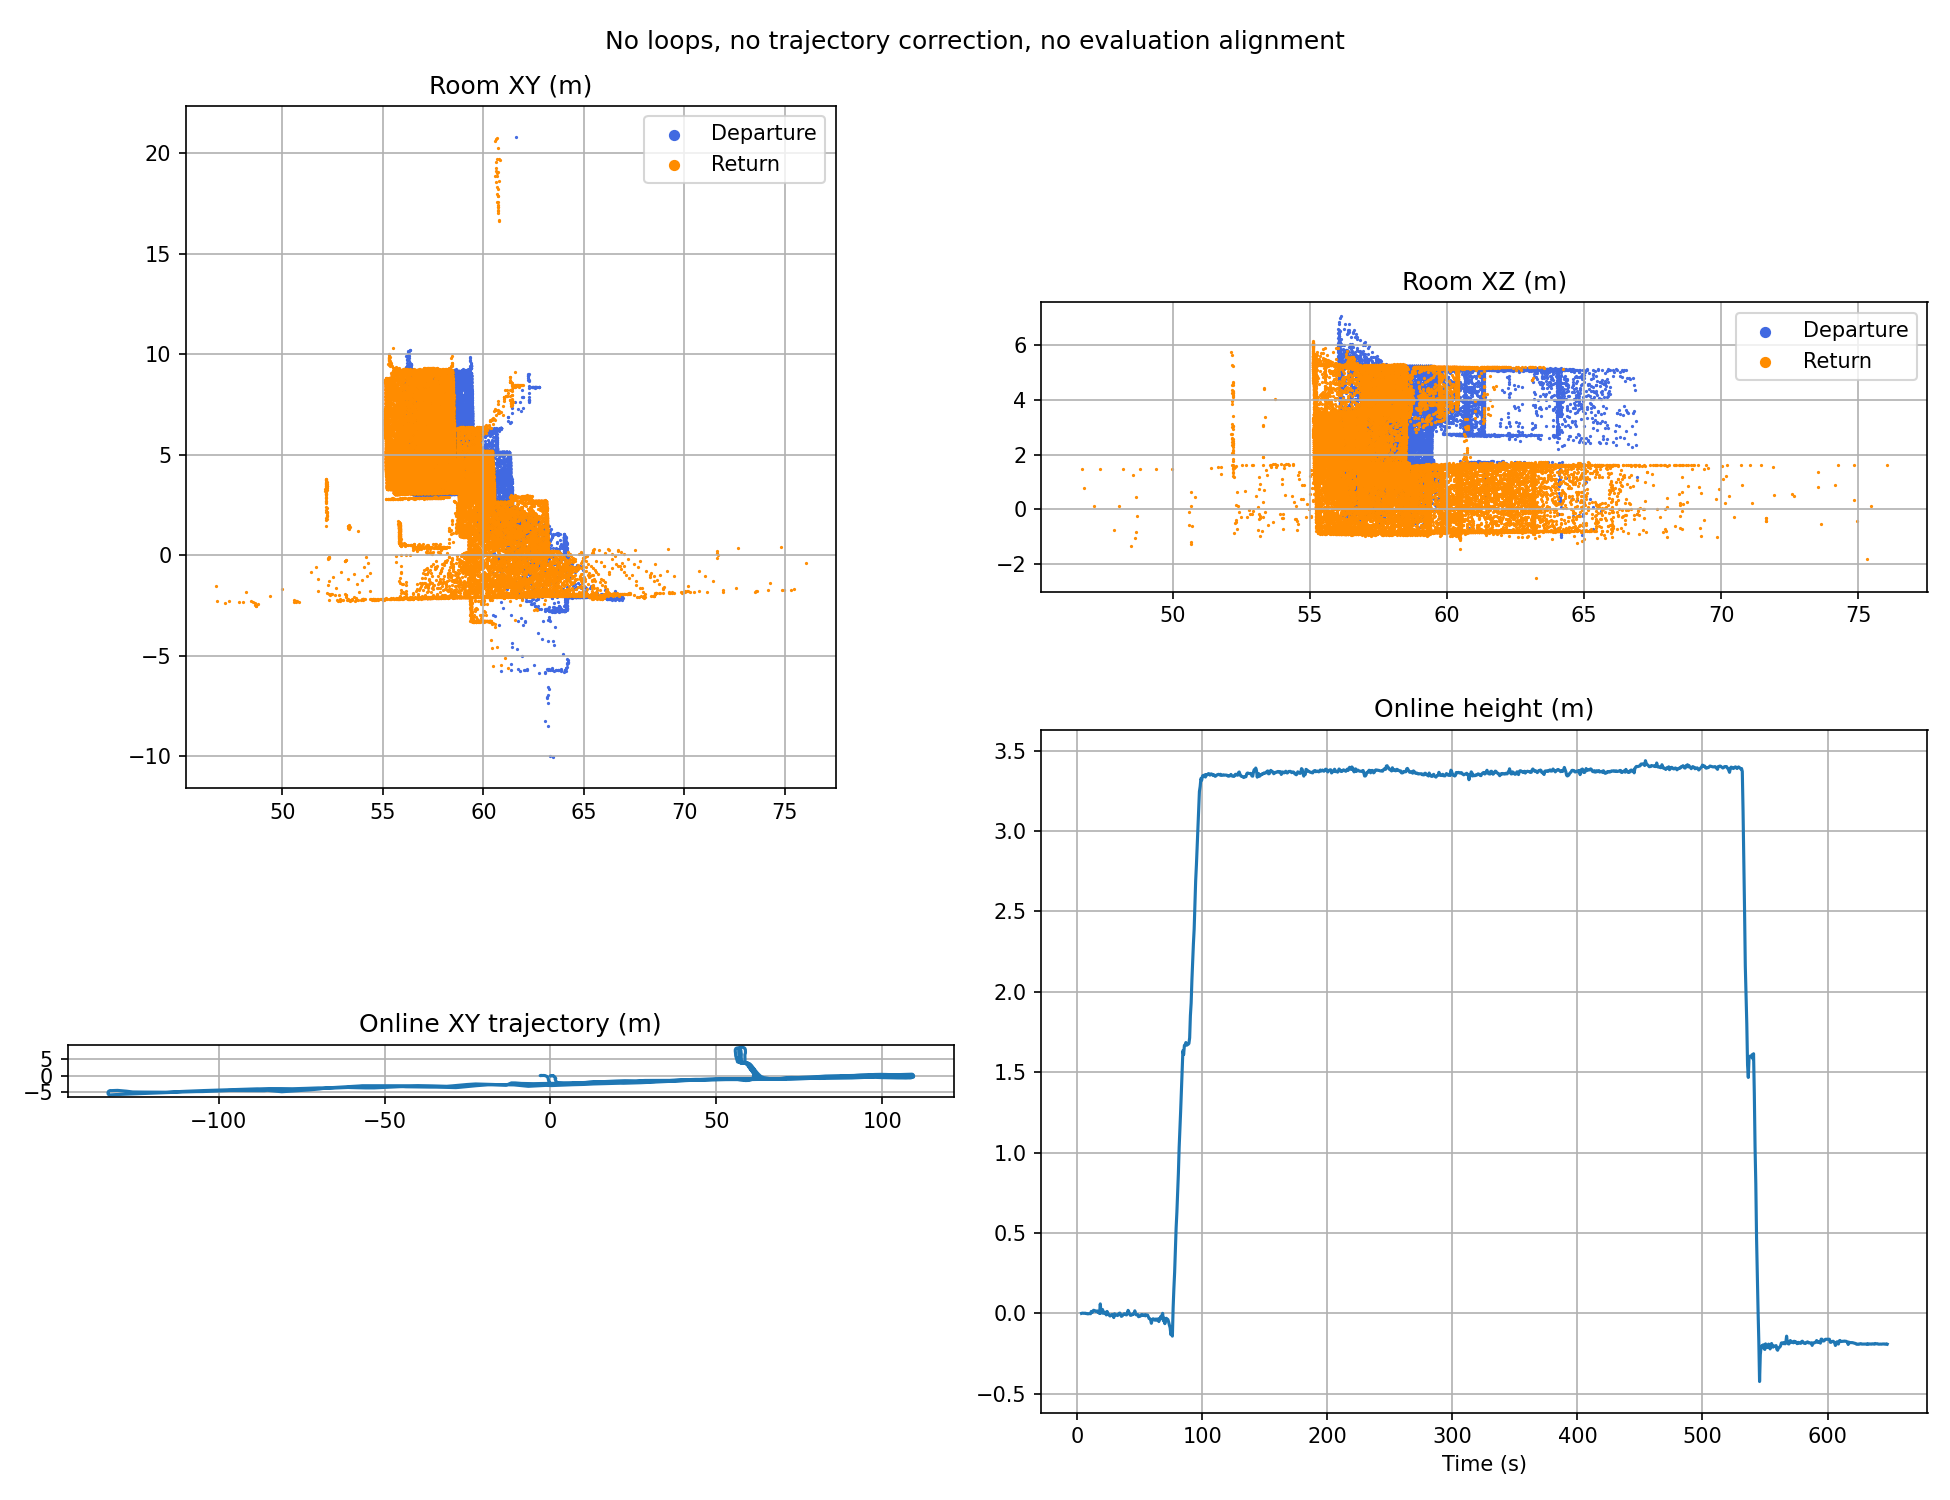 No loops, no trajectory correction, no evaluation alignment
Room XY (m)
Departure
Return
20
15
10
5
0
−5
−10
50 55 60 65 70 75
Room XZ (m)
Departure
Return
6
4
2
0
−2
50 55 60 65 70 75
Online XY trajectory (m)
5
0
−5
−100 −50 0 50 100
Online height (m)
3.5
3.0
2.5
2.0
1.5
1.0
0.5
0.0
−0.5
0 100 200 300 400 500 600
Time (s)